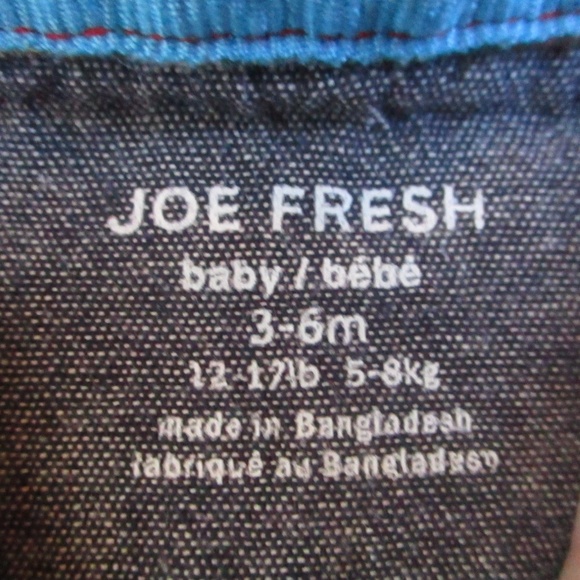 JOE FRESH
baby / bébé
3-6m
12-17lb 5-8kg
made in Bangladesh
fabriqué au Bangladesh